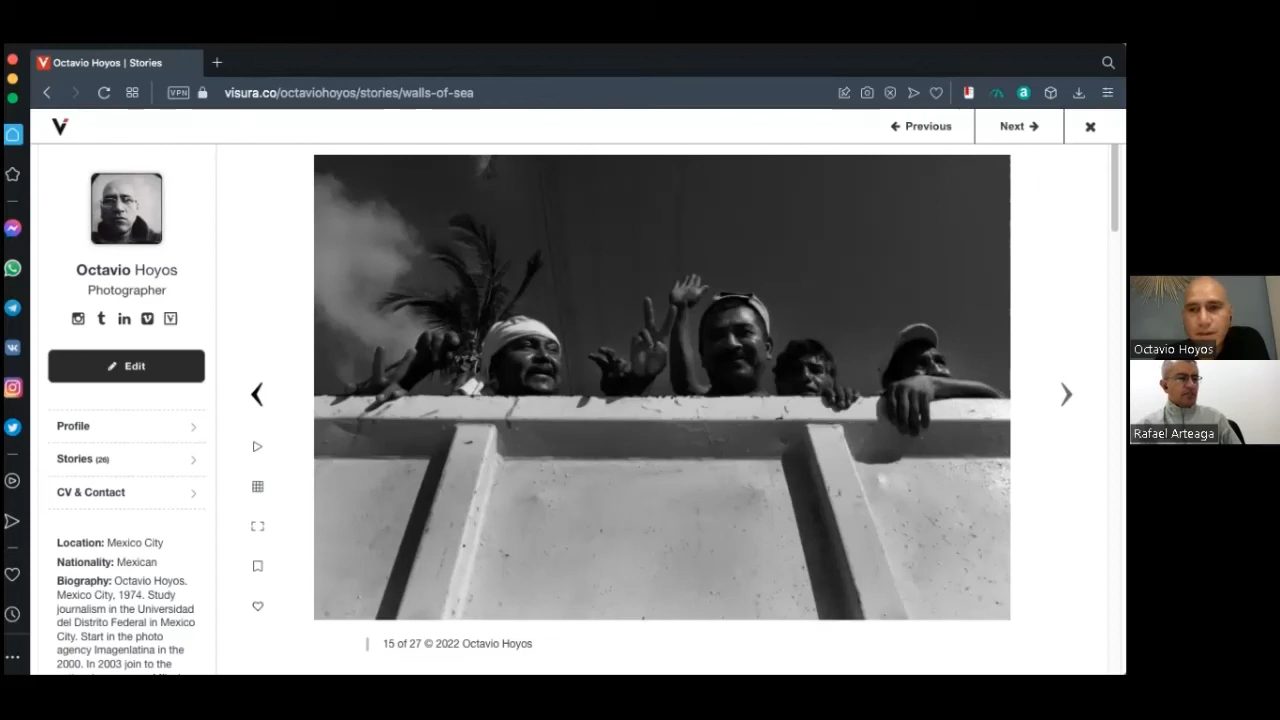 Octavio Hoyos | Stories
VPN
visura.co/octaviohoyos/stories/walls-of-sea
Previous
Next
Octavio Hoyos
Photographer
Edit
Profile
Stories (26)
CV & Contact
Location: Mexico City
Nationality: Mexican
Biography: Octavio Hoyos.
Mexico City, 1974. Study
journalism in the Universidad
del Distrito Federal in Mexico
City. Start in the photo
agency Imagenlatina in the
2000. In 2003 join to the
15 of 27 © 2022 Octavio Hoyos
Octavio Hoyos
Rafael Arteaga